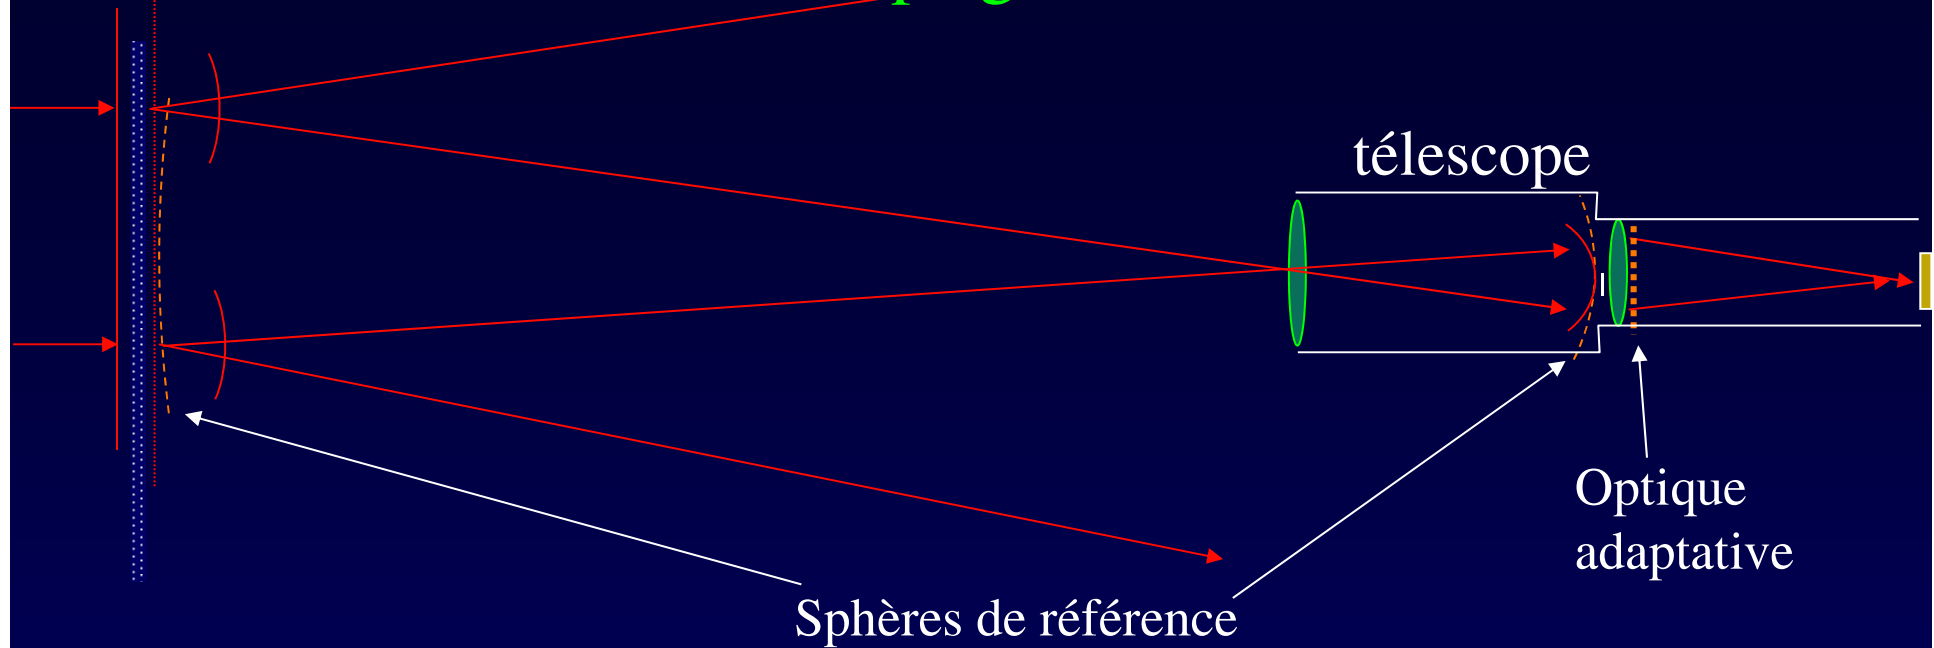 télescope
Optique
adaptative
Sphères de référence